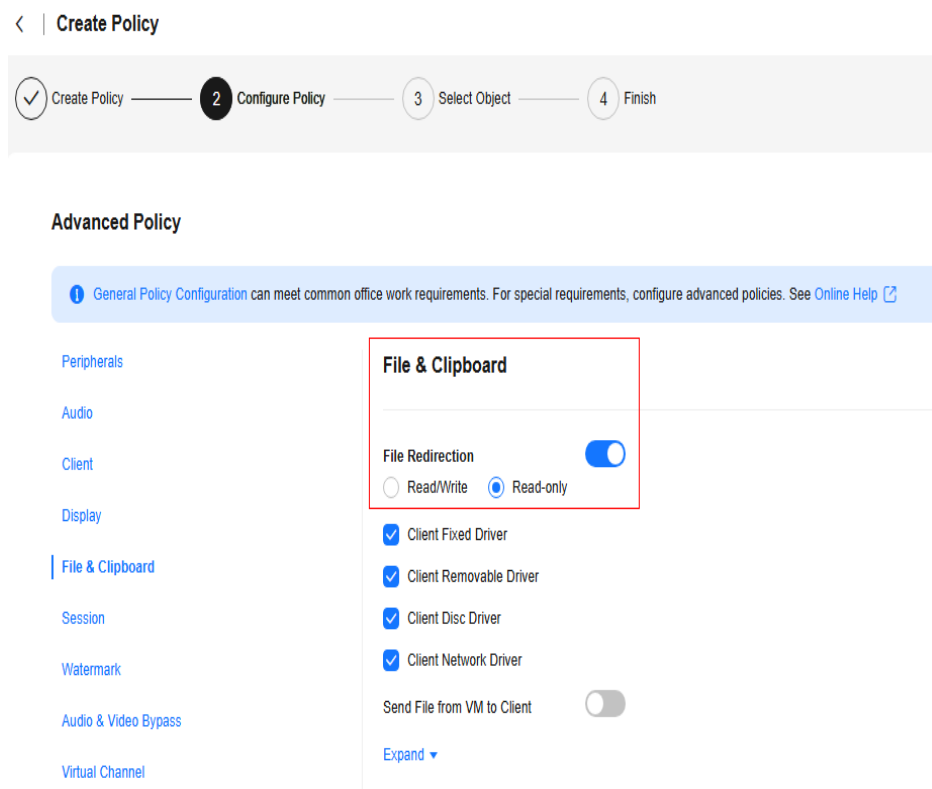 Create Policy
Create Policy 2 Configure Policy 3 Select Object 4 Finish
Advanced Policy
General Policy Configuration can meet common office work requirements. For special requirements, configure advanced policies. See Online Help
Peripherals
Audio
Client
Display
File & Clipboard
Session
Watermark
Audio & Video Bypass
Virtual Channel
File & Clipboard
File Redirection
Read/Write Read-only
Client Fixed Driver
Client Removable Driver
Client Disc Driver
Client Network Driver
Send File from VM to Client
Expand